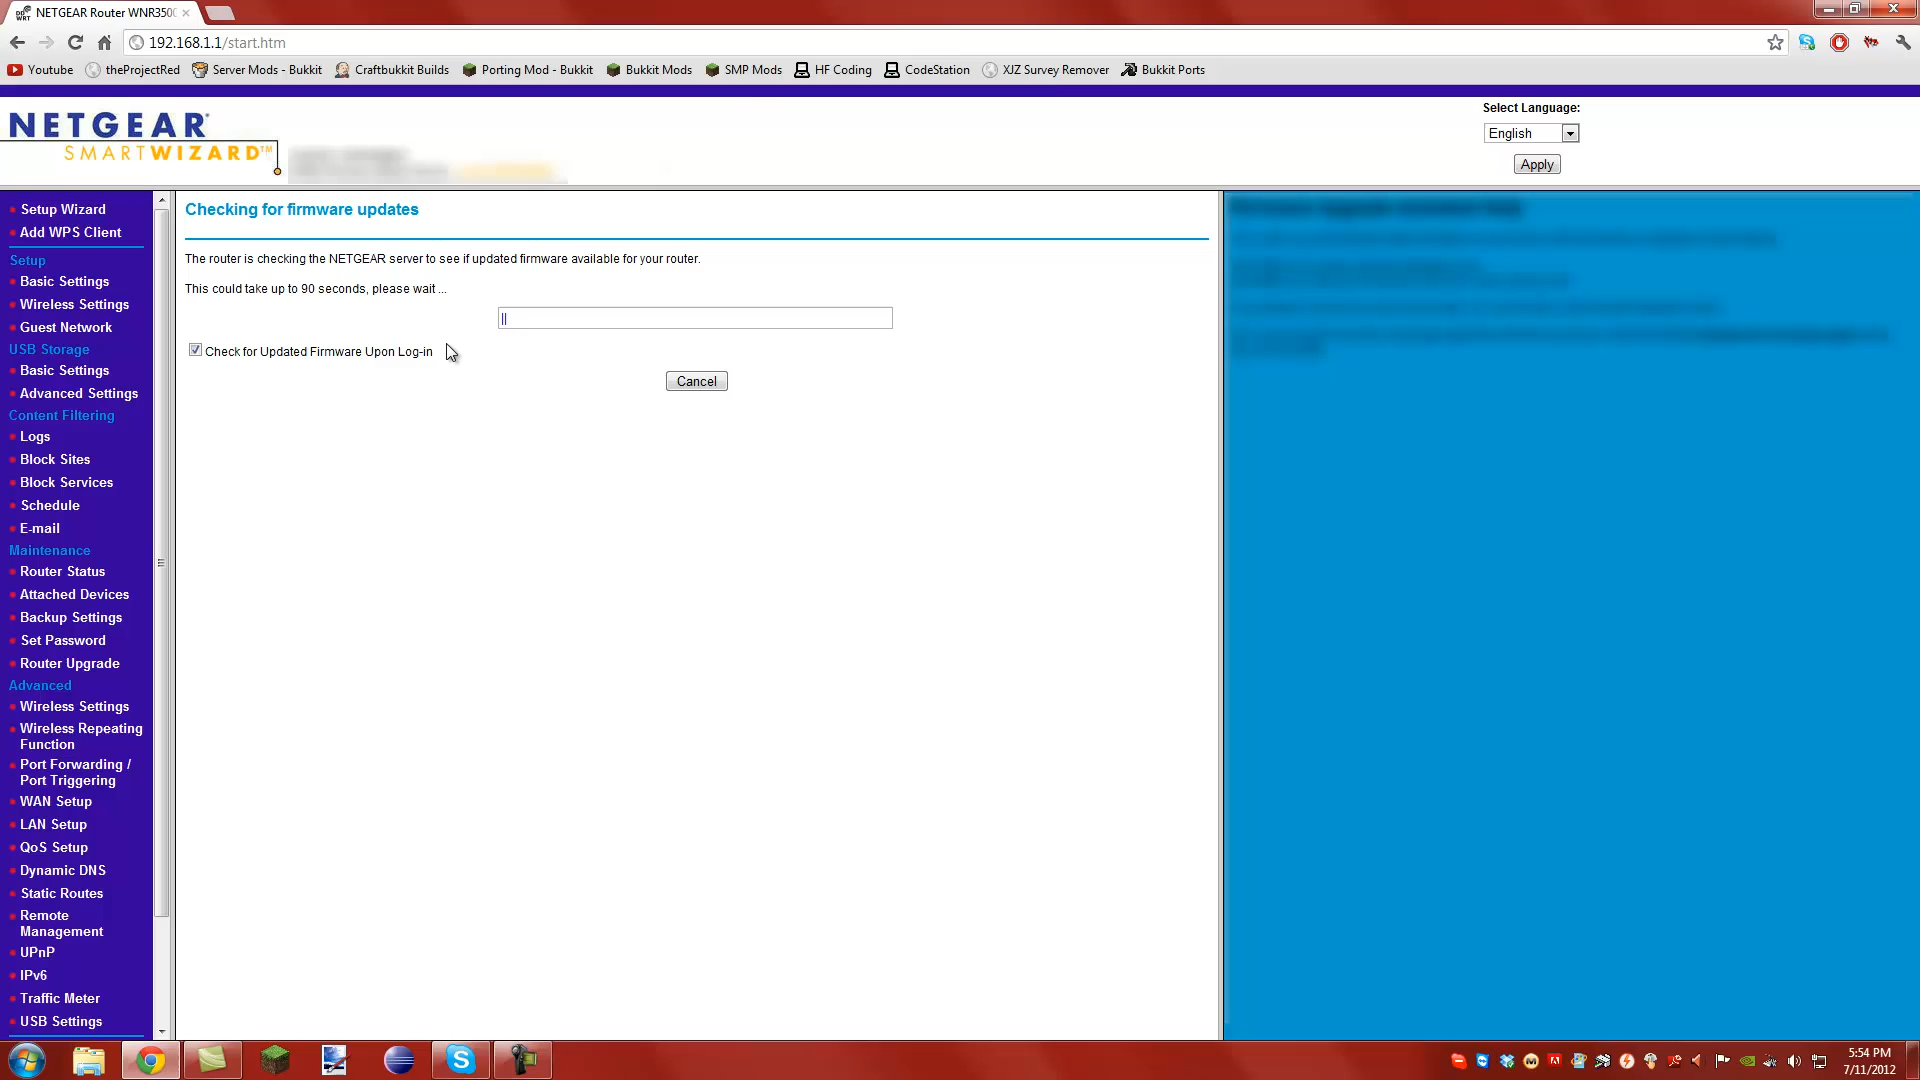 NETGEAR Router WNR350
192.168.1.1/start.htm
Youtube theProjectRed Server Mods - Bukkit Craftbukkit Builds Porting Mod - Bukkit Bukkit Mods SMP Mods HF Coding CodeStation XJZ Survey Remover Bukkit Ports
NETGEAR
SMARTWIZARD™
Select Language:
English
Apply
Setup Wizard
Add WPS Client
Setup
Basic Settings
Wireless Settings
Guest Network
USB Storage
Basic Settings
Advanced Settings
Content Filtering
Logs
Block Sites
Block Services
Schedule
E-mail
Maintenance
Router Status
Attached Devices
Backup Settings
Set Password
Router Upgrade
Advanced
Wireless Settings
Wireless Repeating
Function
Port Forwarding /
Port Triggering
WAN Setup
LAN Setup
QoS Setup
Dynamic DNS
Static Routes
Remote
Management
UPnP
IPv6
Traffic Meter
USB Settings
Checking for firmware updates
The router is checking the NETGEAR server to see if updated firmware available for your router.
This could take up to 90 seconds, please wait ...
||
Check for Updated Firmware Upon Log-in
Cancel
5:54 PM
7/11/2012